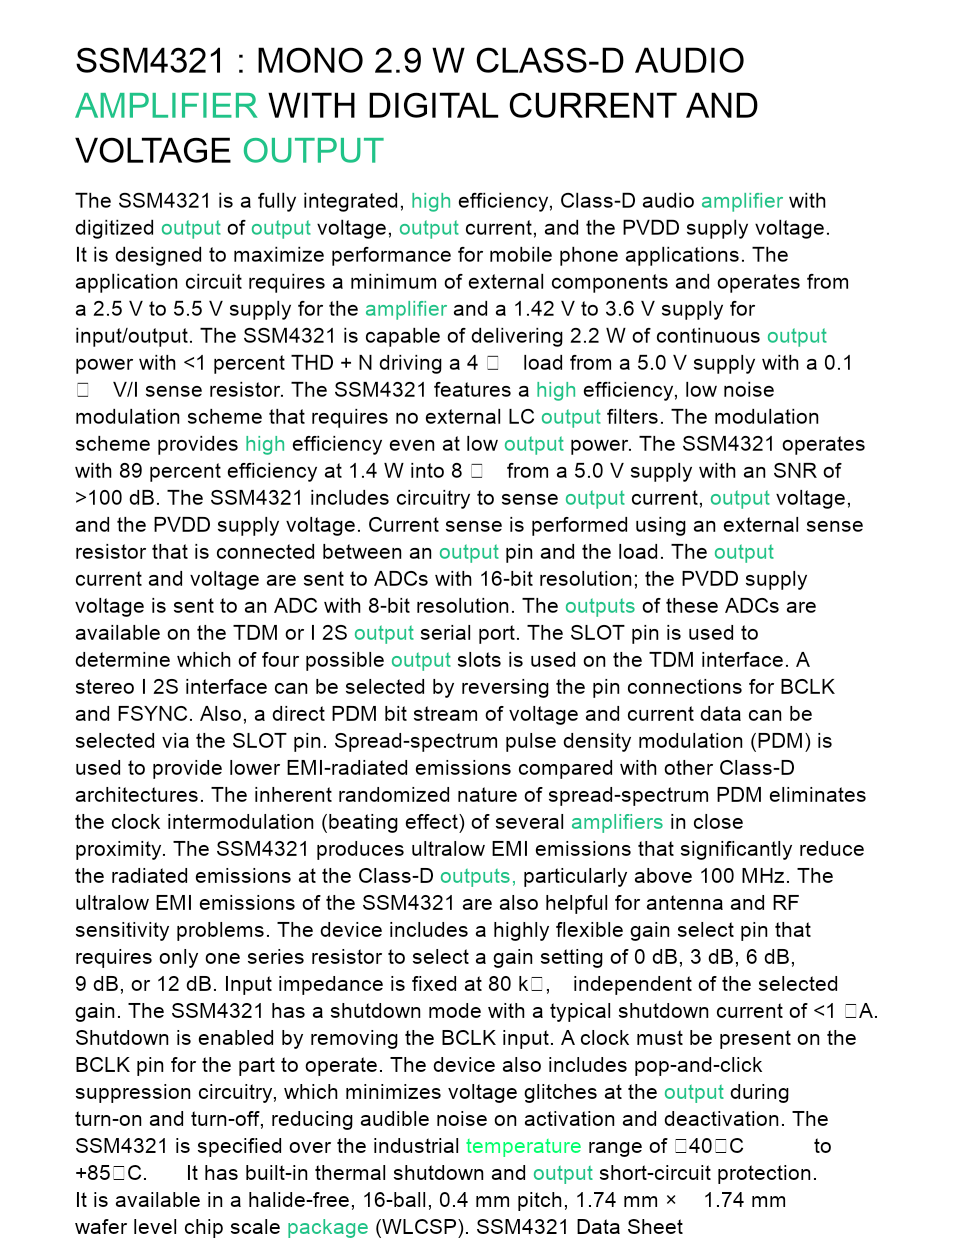 SSM4321 : MONO 2.9 W CLASS-D AUDIO
AMPLIFIER WITH DIGITAL CURRENT AND
VOLTAGE OUTPUT
The SSM4321 is a fully integrated, high efficiency, Class-D audio amplifier with
digitized output of output voltage, output current, and the PVDD supply voltage.
It is designed to maximize performance for mobile phone applications. The
application circuit requires a minimum of external components and operates from
a 2.5 V to 5.5 V supply for the amplifier and a 1.42 V to 3.6 V supply for
input/output. The SSM4321 is capable of delivering 2.2 W of continuous output
power with <1 percent THD + N driving a 4 □ load from a 5.0 V supply with a 0.1
□ V/I sense resistor. The SSM4321 features a high efficiency, low noise
modulation scheme that requires no external LC output filters. The modulation
scheme provides high efficiency even at low output power. The SSM4321 operates
with 89 percent efficiency at 1.4 W into 8 □ from a 5.0 V supply with an SNR of
>100 dB. The SSM4321 includes circuitry to sense output current, output voltage,
and the PVDD supply voltage. Current sense is performed using an external sense
resistor that is connected between an output pin and the load. The output
current and voltage are sent to ADCs with 16-bit resolution; the PVDD supply
voltage is sent to an ADC with 8-bit resolution. The outputs of these ADCs are
available on the TDM or I 2S output serial port. The SLOT pin is used to
determine which of four possible output slots is used on the TDM interface. A
stereo I 2S interface can be selected by reversing the pin connections for BCLK
and FSYNC. Also, a direct PDM bit stream of voltage and current data can be
selected via the SLOT pin. Spread-spectrum pulse density modulation (PDM) is
used to provide lower EMI-radiated emissions compared with other Class-D
architectures. The inherent randomized nature of spread-spectrum PDM eliminates
the clock intermodulation (beating effect) of several amplifiers in close
proximity. The SSM4321 produces ultralow EMI emissions that significantly reduce
the radiated emissions at the Class-D outputs, particularly above 100 MHz. The
ultralow EMI emissions of the SSM4321 are also helpful for antenna and RF
sensitivity problems. The device includes a highly flexible gain select pin that
requires only one series resistor to select a gain setting of 0 dB, 3 dB, 6 dB,
9 dB, or 12 dB. Input impedance is fixed at 80 k□, independent of the selected
gain. The SSM4321 has a shutdown mode with a typical shutdown current of <1 □A.
Shutdown is enabled by removing the BCLK input. A clock must be present on the
BCLK pin for the part to operate. The device also includes pop-and-click
suppression circuitry, which minimizes voltage glitches at the output during
turn-on and turn-off, reducing audible noise on activation and deactivation. The
SSM4321 is specified over the industrial temperature range of □40□C to
+85□C. It has built-in thermal shutdown and output short-circuit protection.
It is available in a halide-free, 16-ball, 0.4 mm pitch, 1.74 mm × 1.74 mm
wafer level chip scale package (WLCSP). SSM4321 Data Sheet